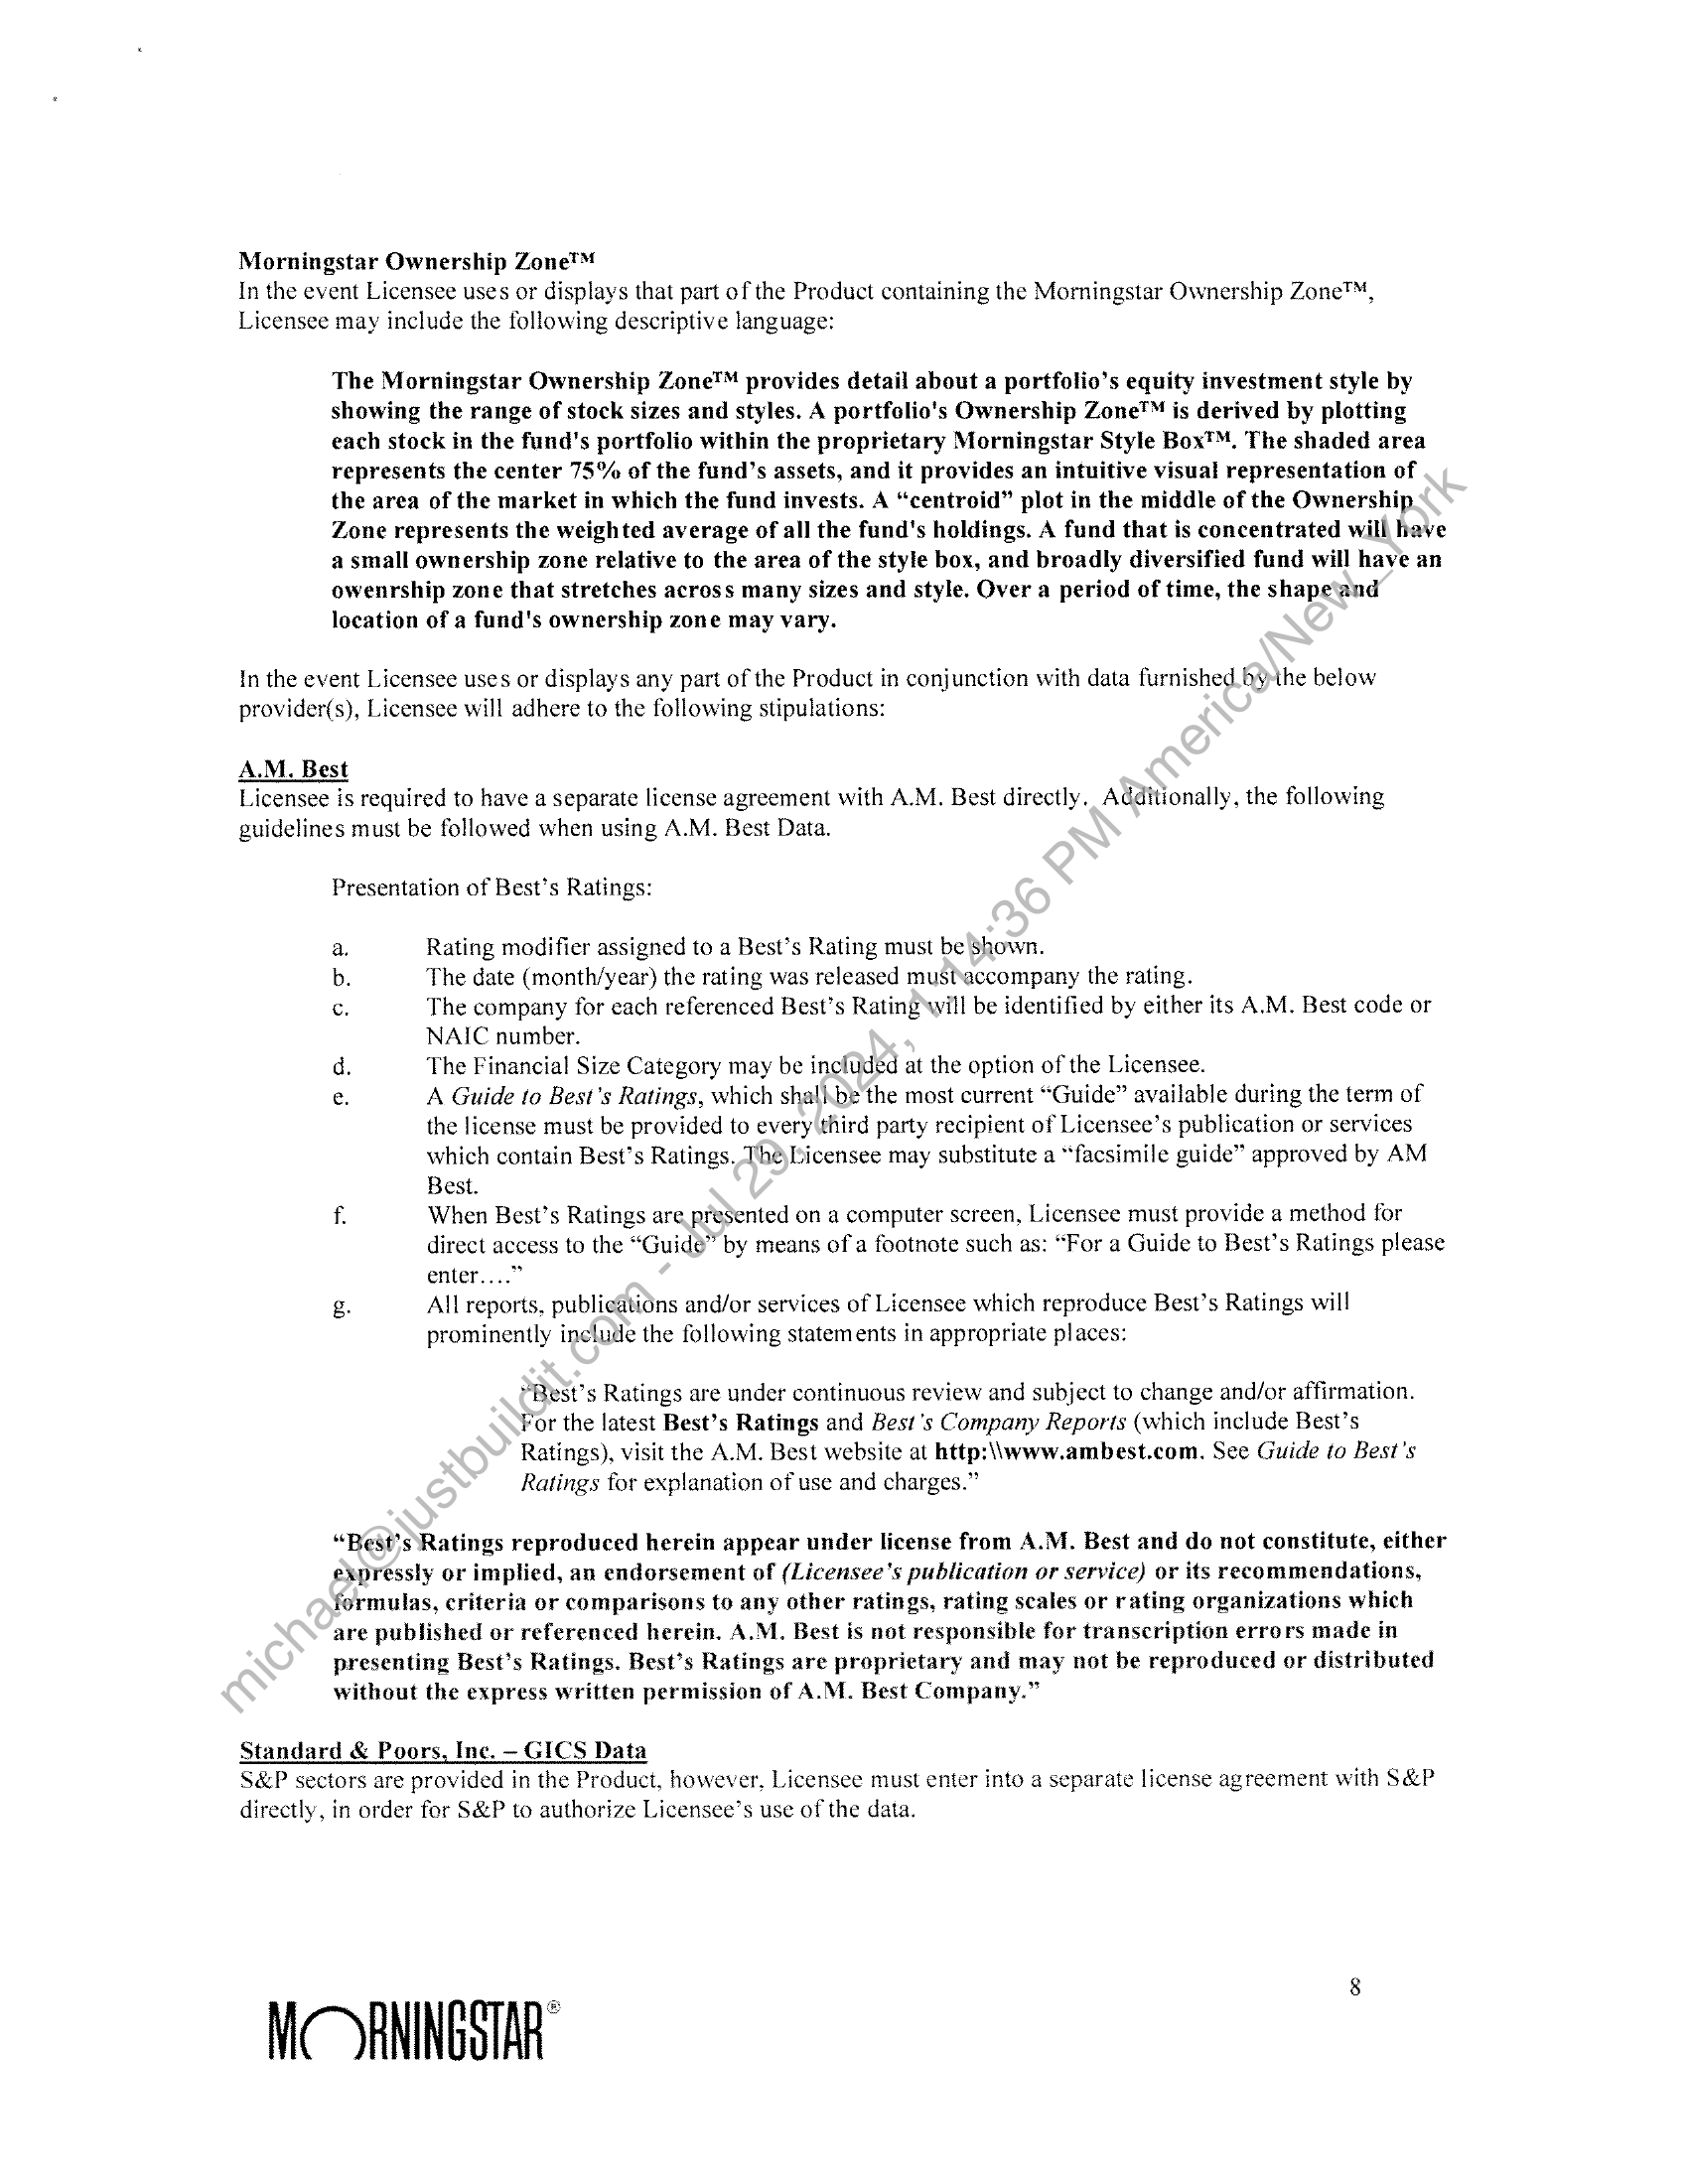 Morningstar Ownership Zone™
In the event Licensee uses or displays that part of the Product containing the Morningstar Ownership Zone™,
Licensee may include the following descriptive language:
The Morningstar Ownership Zone™ provides detail about a portfolio’s equity investment style by
showing the range of stock sizes and styles. A portfolio's Ownership Zone™ is derived by plotting
each stock in the fund's portfolio within the proprietary Morningstar Style Box™. The shaded area
represents the center 75% of the fund’s assets, and it provides an intuitive visual representation of
the area of the market in which the fund invests. A “centroid” plot in the middle of the Ownership
Zone represents the weighted average of all the fund's holdings. A fund that is concentrated will have
a small ownership zone relative to the area of the style box, and broadly diversified fund will have an
owenrship zone that stretches across many sizes and style. Over a period of time, the shape and
location of a fund's ownership zone may vary.
In the event Licensee uses or displays any part of the Product in conjunction with data furnished by the below
provider(s), Licensee will adhere to the following stipulations:
A.M. Best
Licensee is required to have a separate license agreement with A.M. Best directly. Additionally, the following
guidelines must be followed when using A.M. Best Data.
Presentation of Best’s Ratings:
a. Rating modifier assigned to a Best’s Rating must be shown.
b. The date (month/year) the rating was released must accompany the rating.
c. The company for each referenced Best’s Rating will be identified by either its A.M. Best code or
NAIC number.
d. The Financial Size Category may be included at the option of the Licensee.
e. A Guide to Best’s Ratings, which shall be the most current “Guide” available during the term of
the license must be provided to every third party recipient of Licensee’s publication or services
which contain Best’s Ratings. The Licensee may substitute a “facsimile guide” approved by AM
Best.
f. When Best’s Ratings are presented on a computer screen, Licensee must provide a method for
direct access to the “Guide” by means of a footnote such as: “For a Guide to Best’s Ratings please
enter….”
g. All reports, publications and/or services of Licensee which reproduce Best’s Ratings will
prominently include the following statements in appropriate places:
“Best’s Ratings are under continuous review and subject to change and/or affirmation.
For the latest Best’s Ratings and Best’s Company Reports (which include Best’s
Ratings), visit the A.M. Best website at http:\\www.ambest.com. See Guide to Best’s
Ratings for explanation of use and charges.”
“Best’s Ratings reproduced herein appear under license from A.M. Best and do not constitute, either
expressly or implied, an endorsement of (Licensee’s publication or service) or its recommendations,
formulas, criteria or comparisons to any other ratings, rating scales or rating organizations which
are published or referenced herein. A.M. Best is not responsible for transcription errors made in
presenting Best’s Ratings. Best’s Ratings are proprietary and may not be reproduced or distributed
without the express written permission of A.M. Best Company.”
Standard & Poors, Inc. – GICS Data
S&P sectors are provided in the Product, however, Licensee must enter into a separate license agreement with S&P
directly, in order for S&P to authorize Licensee’s use of the data.
8
MORNINGSTAR®
michael@justbuildit.com - Jul 29, 2024, 1:14:36 PM America/New_York